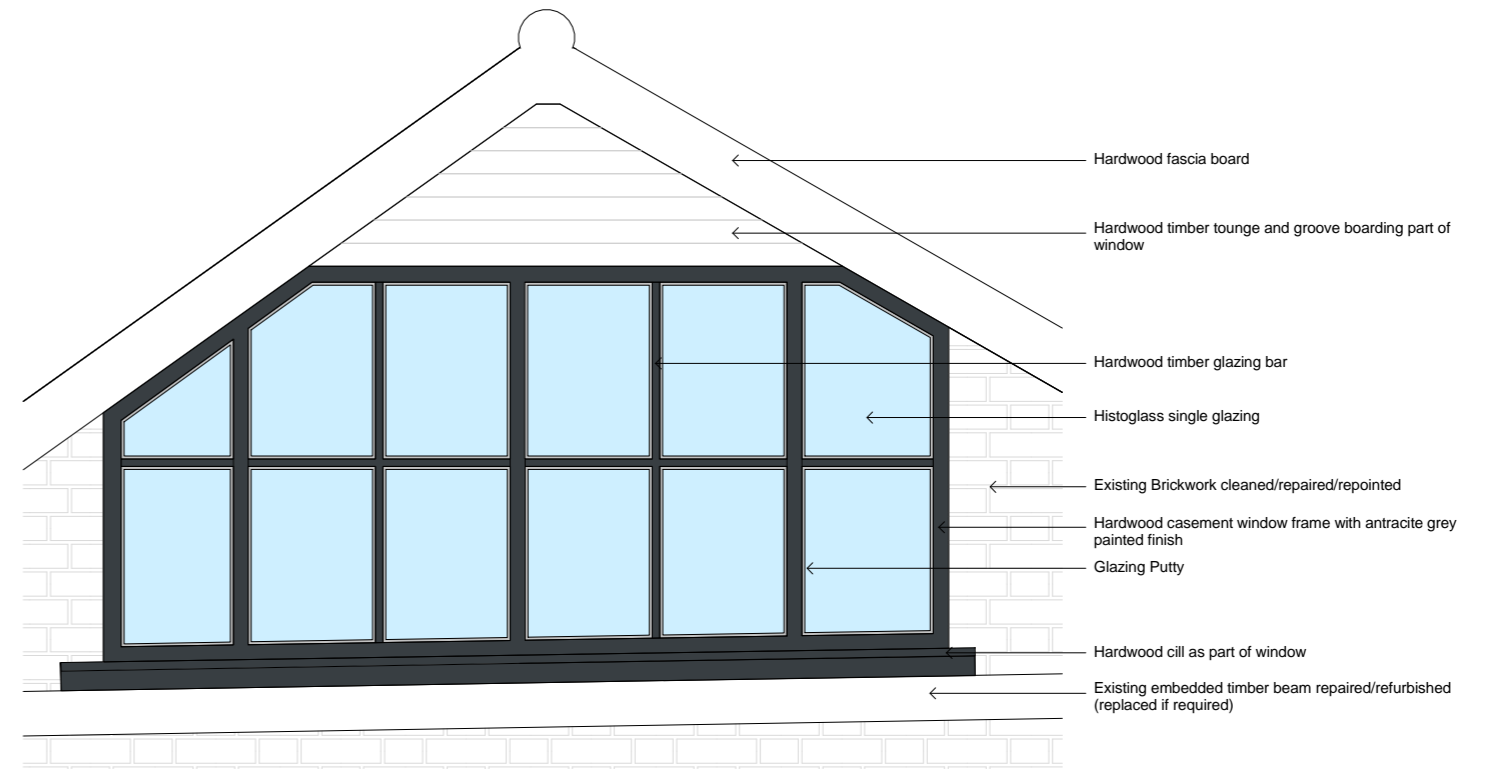 Hardwood fascia board
Hardwood timber tounge and groove boarding part of
window
Hardwood timber glazing bar
Histoglass single glazing
Existing Brickwork cleaned/repaired/repointed
Hardwood casement window frame with antracite grey
painted finish
Glazing Putty
Hardwood cill as part of window
Existing embedded timber beam repaired/refurbished
(replaced if required)